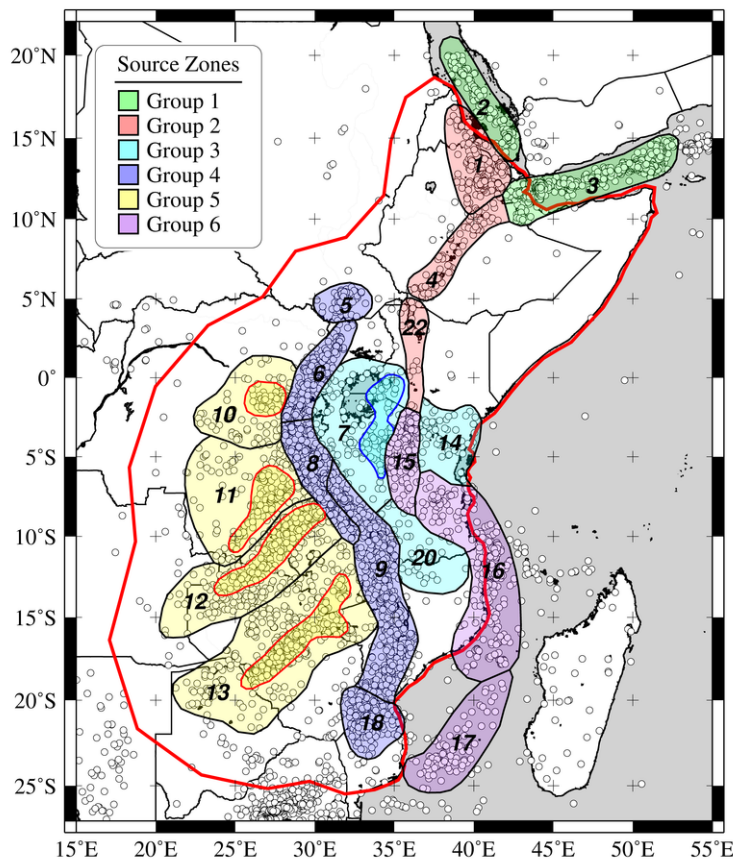 20°N
15°N
10°N
5°N
0°
5°S
10°S
15°S
20°S
25°S
Source Zones
Group 1
Group 2
Group 3
Group 4
Group 5
Group 6
2
1
3
4
5
22
6
10
7
14
8
15
11
9
20
16
12
13
18
17
15°E
20°E
25°E
30°E
35°E
40°E
45°E
50°E
55°E